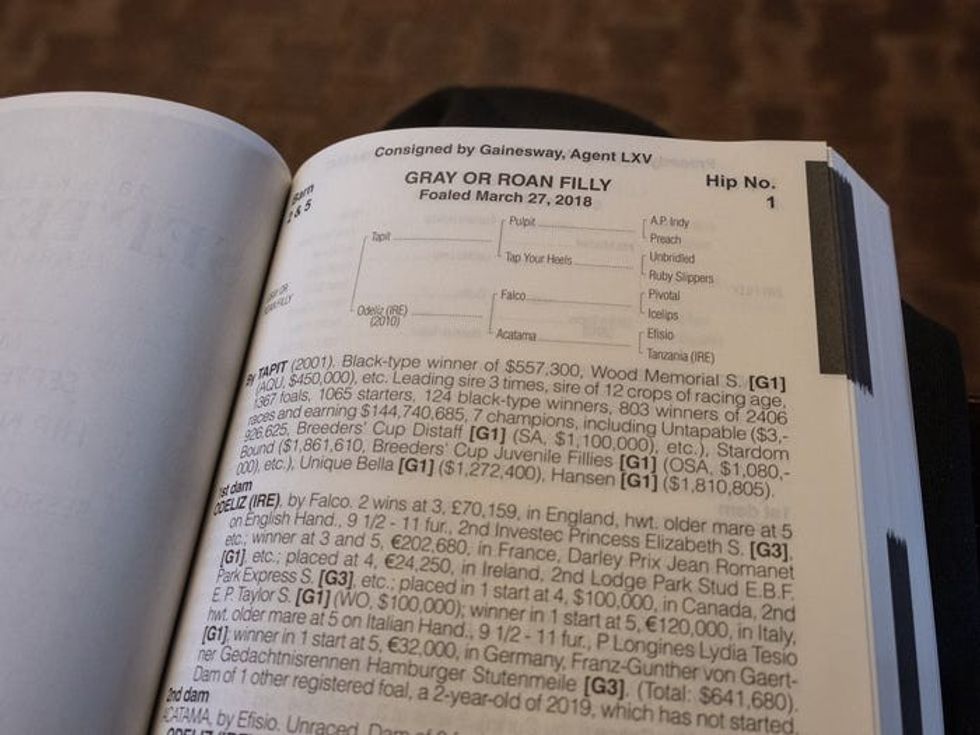 Consigned by Gainesway, Agent LXV
Barn
2 & 5
GRAY OR ROAN FILLY
Foaled March 27, 2018
Hip No.
1
GRAY OR
ROAN FILLY
Tapit
Pulpit
A.P. Indy
Preach
Tap Your Heels
Unbridled
Ruby Slippers
Odeliz (IRE)
(2010)
Falco
Pivotal
Icelips
Acatama
Efisio
Tanzania (IRE)
By TAPIT (2001). Black-type winner of $557,300, Wood Memorial S. [G1]
(AQU, $450,000), etc. Leading sire 3 times, sire of 12 crops of racing age,
1367 foals, 1065 starters, 124 black-type winners, 803 winners of 2406
races and earning $144,740,685, 7 champions, including Untapable ($3,-
926,625, Breeders' Cup Distaff [G1] (SA, $1,100,000), etc.), Stardom
Bound ($1,861,610, Breeders' Cup Juvenile Fillies [G1] (OSA, $1,080,-
000), etc.), Unique Bella [G1] ($1,272,400), Hansen [G1] ($1,810,805).
1st dam
ODELIZ (IRE), by Falco. 2 wins at 3, £70,159, in England, hwt. older mare at 5
on English Hand., 9 1/2 - 11 fur., 2nd Investec Princess Elizabeth S. [G3],
etc.; winner at 3 and 5, €202,680, in France, Darley Prix Jean Romanet
[G1], etc.; placed at 4, €24,250, in Ireland, 2nd Lodge Park Stud E.B.F.
Park Express S. [G3], etc.; placed in 1 start at 4, $100,000, in Canada, 2nd
E. P. Taylor S. [G1] (WO, $100,000); winner in 1 start at 5, €120,000, in Italy,
hwt. older mare at 5 on Italian Hand., 9 1/2 - 11 fur., P Longines Lydia Tesio
[G1]; winner in 1 start at 5, €32,000, in Germany, Franz-Gunther von Gaert-
ner Gedachtnisrennen Hamburger Stutenmeile [G3]. (Total: $641,680).
Dam of 1 other registered foal, a 2-year-old of 2019, which has not started.
2nd dam
ACATAMA, by Efisio. Unraced. Dam of